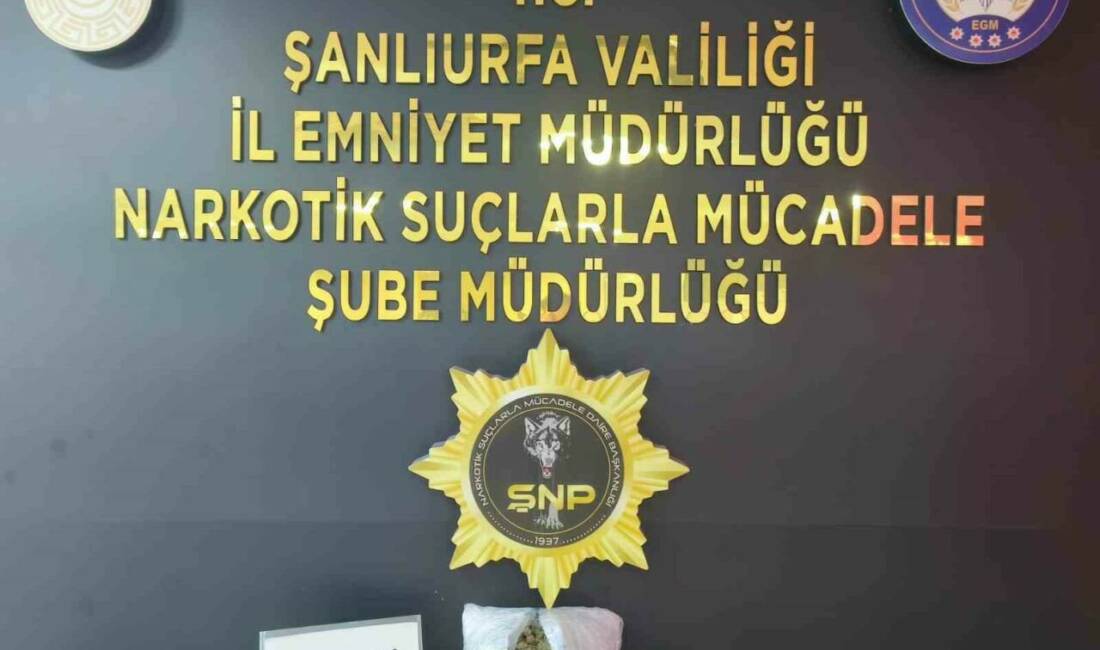 EGM
ŞANLIURFA VALİLİĞİ
İL EMNİYET MÜDÜRLÜĞÜ
NARKOTİK SUÇLARLA MÜCADELE
ŞUBE MÜDÜRLÜĞÜ
NARKOTİK SUÇLARLA MÜCADELE DAİRE BAŞKANLIĞI
ŞNP
1937